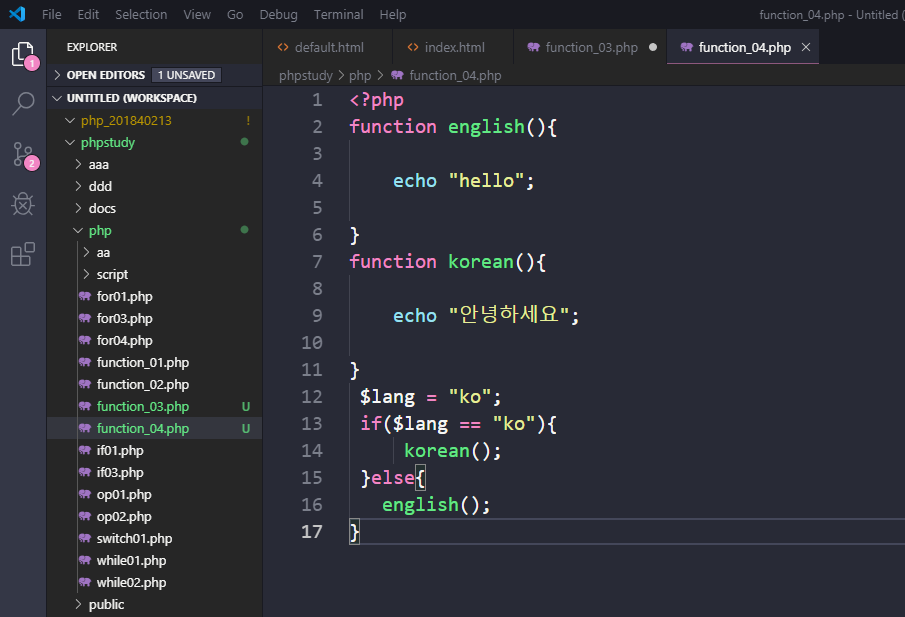 File Edit Selection View Go Debug Terminal Help function_04.php - Untitled (
EXPLORER
OPEN EDITORS 1 UNSAVED
UNTITLED (WORKSPACE)
php_201840213 !
phpstudy
aaa
ddd
docs
php
aa
script
for01.php
for03.php
for04.php
function_01.php
function_02.php
function_03.php U
function_04.php U
if01.php
if03.php
op01.php
op02.php
switch01.php
while01.php
while02.php
public
1
2
default.html index.html function_03.php function_04.php
phpstudy > php > function_04.php
1 <?php
2 function english(){
3
4 echo "hello";
5
6 }
7 function korean(){
8
9 echo "안녕하세요";
10
11 }
12 $lang = "ko";
13 if($lang == "ko"){
14 korean();
15 }else{
16 english();
17 }